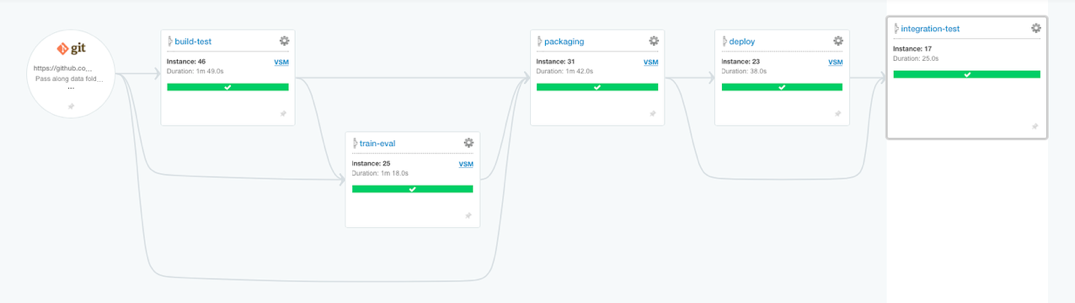 git
https://github.co...
Pass along data fold...
...
build-test
Instance: 46
VSM
Duration: 1m 49.0s
train-eval
Instance: 25
VSM
Duration: 1m 18.0s
packaging
Instance: 31
VSM
Duration: 1m 42.0s
deploy
Instance: 23
VSM
Duration: 38.0s
integration-test
Instance: 17
Duration: 25.0s